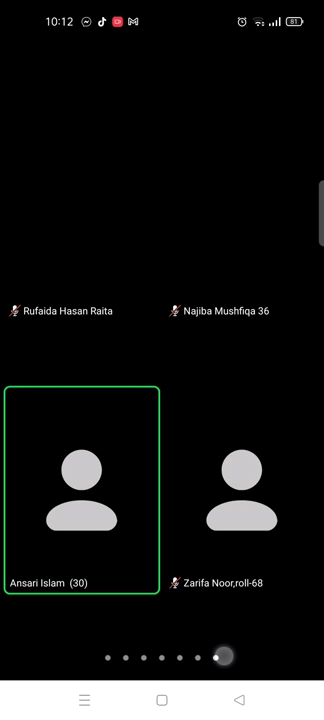 10:12
81
Rufaida Hasan Raita
Najiba Mushfiqa 36
Ansari Islam (30)
Zarifa Noor,roll-68